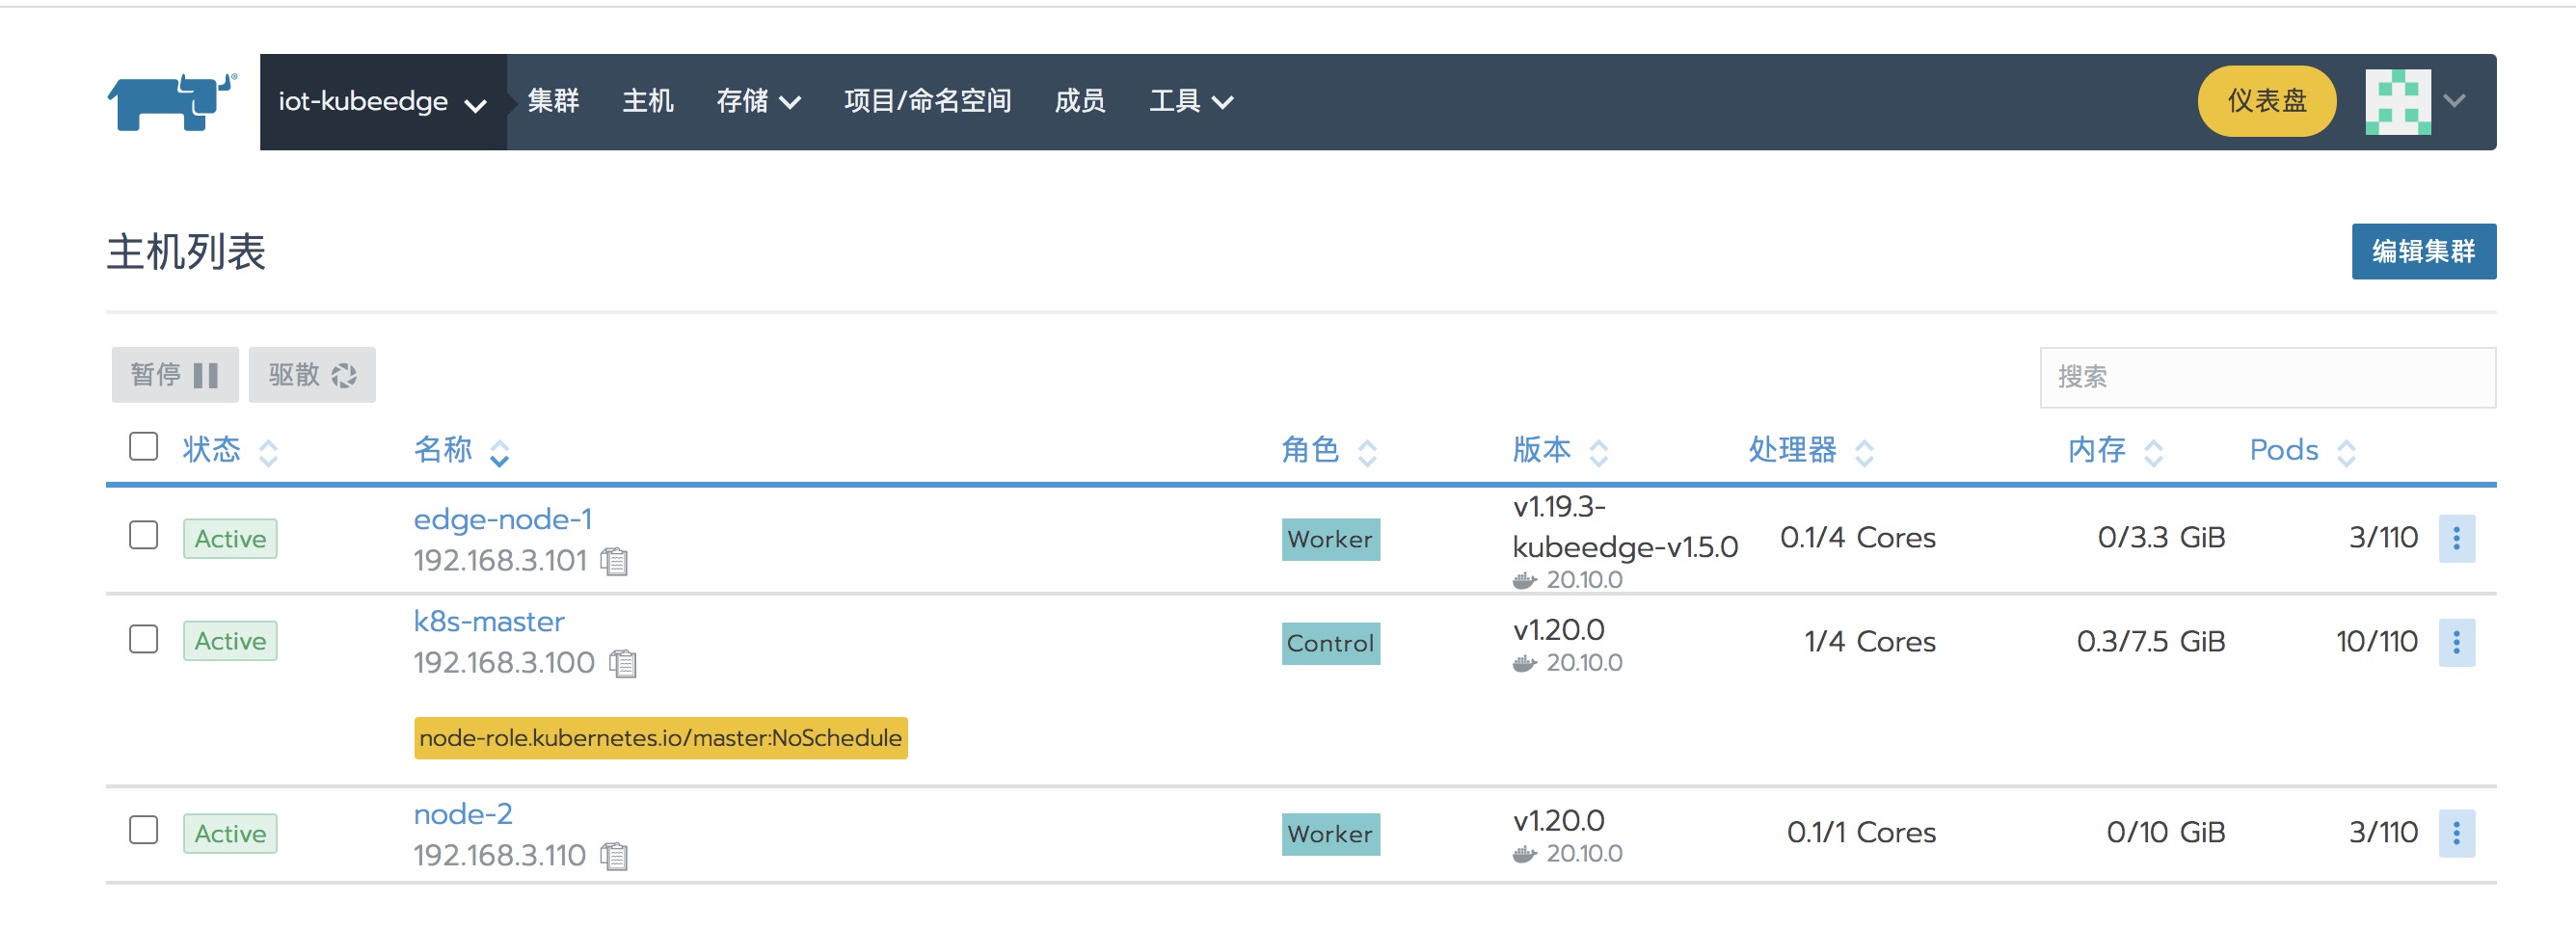 iot-kubeedge 集群 主机 存储 项目/命名空间 成员 工具 仪表盘
主机列表 编辑集群
暂停 驱散 搜索
状态 名称 角色 版本 处理器 内存 Pods
Active edge-node-1 Worker v1.19.3- 0.1/4 Cores 0/3.3 GiB 3/110
192.168.3.101 kubeedge-v1.5.0
20.10.0
Active k8s-master Control v1.20.0 1/4 Cores 0.3/7.5 GiB 10/110
192.168.3.100 20.10.0
node-role.kubernetes.io/master:NoSchedule
Active node-2 Worker v1.20.0 0.1/1 Cores 0/10 GiB 3/110
192.168.3.110 20.10.0